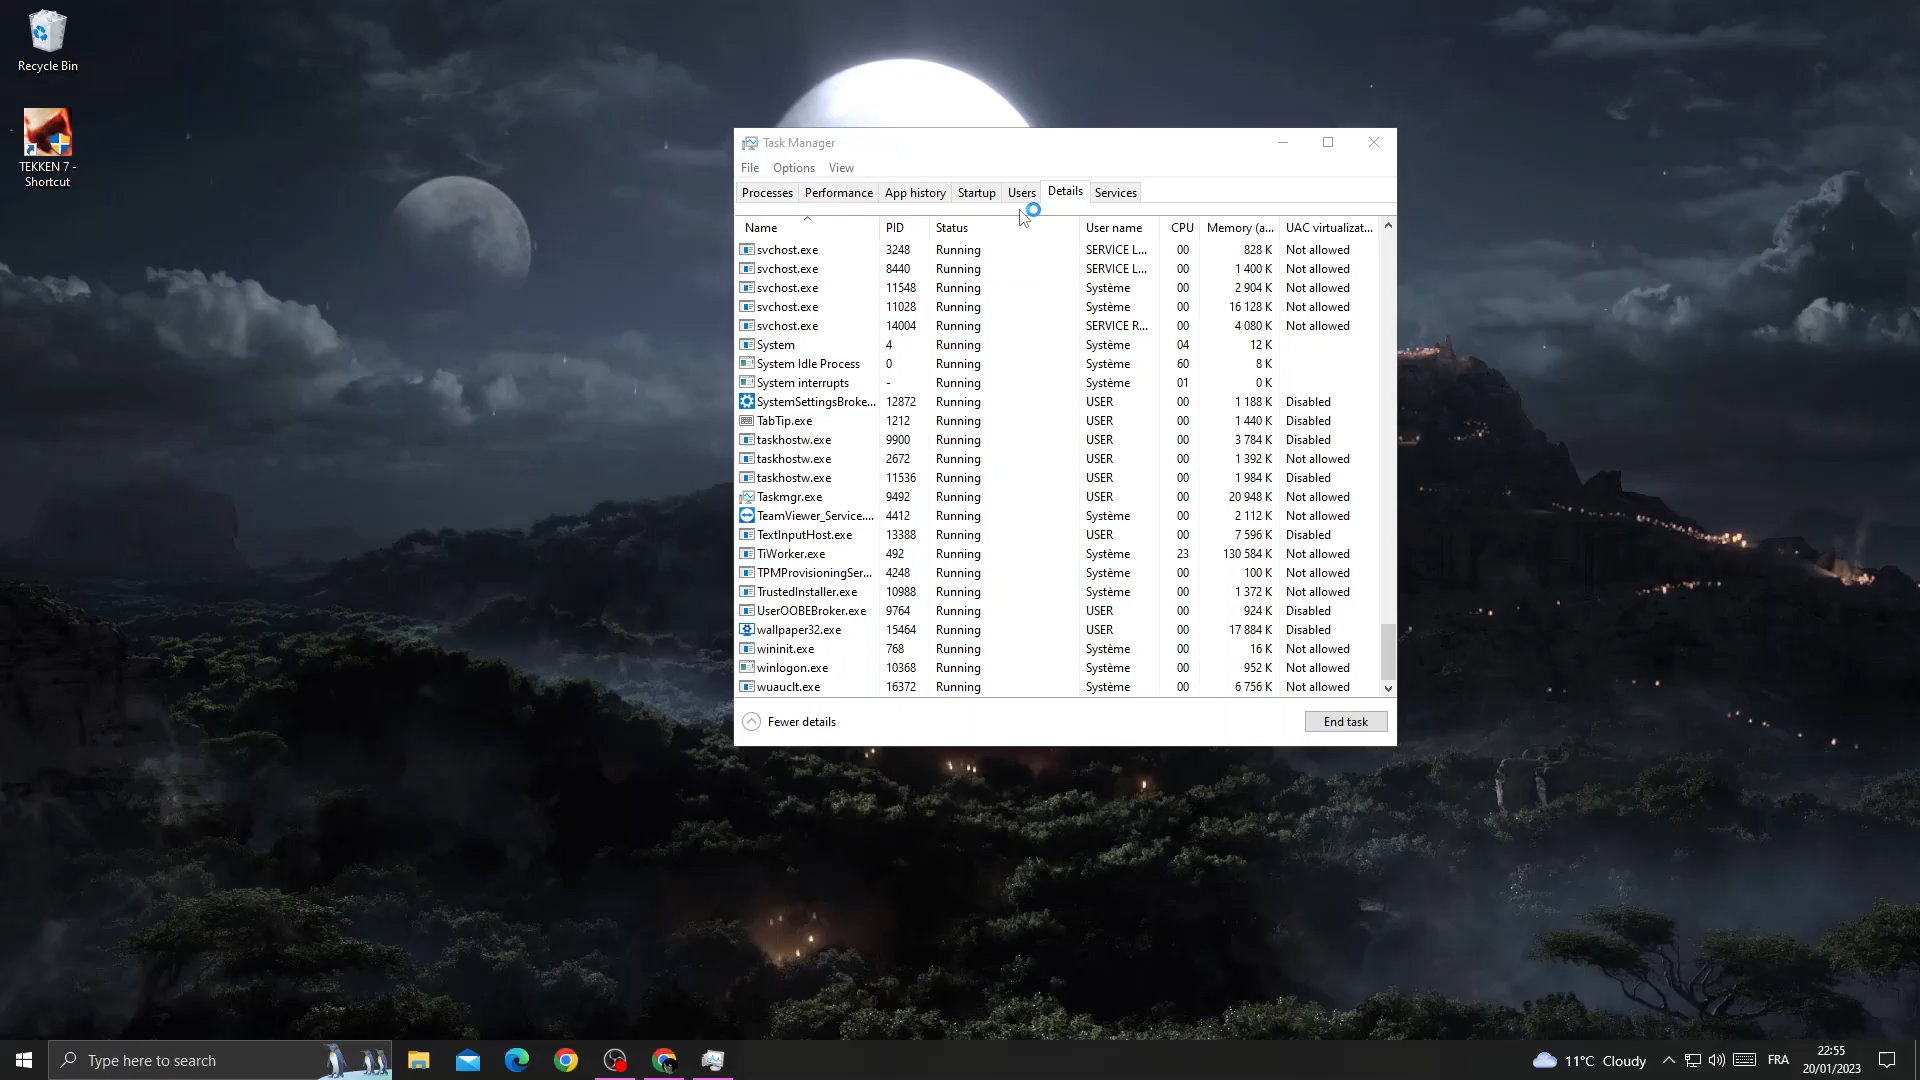 Recycle Bin
TEKKEN 7 -
Shortcut
Task Manager
File Options View
Processes Performance App history Startup Users Details Services
Name PID Status User name CPU Memory (a... UAC virtualizat...
svchost.exe 3248 Running SERVICE L... 00 828 K Not allowed
svchost.exe 8440 Running SERVICE L... 00 1 400 K Not allowed
svchost.exe 11548 Running Système 00 2 904 K Not allowed
svchost.exe 11028 Running Système 00 16 128 K Not allowed
svchost.exe 14004 Running SERVICE R... 00 4 080 K Not allowed
System 4 Running Système 04 12 K
System Idle Process 0 Running Système 60 8 K
System interrupts - Running Système 01 0 K
SystemSettingsBroke... 12872 Running USER 00 1 188 K Disabled
TabTip.exe 1212 Running USER 00 1 440 K Disabled
taskhostw.exe 9900 Running USER 00 3 784 K Disabled
taskhostw.exe 2672 Running USER 00 1 392 K Not allowed
taskhostw.exe 11536 Running USER 00 1 984 K Disabled
Taskmgr.exe 9492 Running USER 00 20 948 K Not allowed
TeamViewer_Service.... 4412 Running Système 00 2 112 K Not allowed
TextInputHost.exe 13388 Running USER 00 7 596 K Disabled
TiWorker.exe 492 Running Système 23 130 584 K Not allowed
TPMProvisioningSer... 4248 Running Système 00 100 K Not allowed
TrustedInstaller.exe 10988 Running Système 00 1 372 K Not allowed
UserOOBEBroker.exe 9764 Running USER 00 924 K Disabled
wallpaper32.exe 15464 Running USER 00 17 884 K Disabled
wininit.exe 768 Running Système 00 16 K Not allowed
winlogon.exe 10368 Running Système 00 952 K Not allowed
wuauclt.exe 16372 Running Système 00 6 756 K Not allowed
Fewer details End task
Type here to search 11°C Cloudy FRA 22:55
20/01/2023